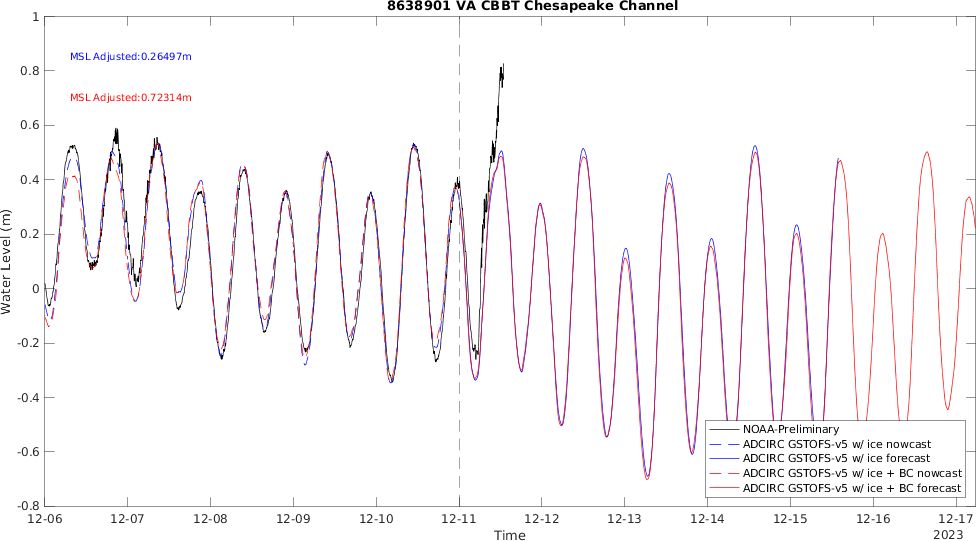 8638901 VA CBBT Chesapeake Channel
MSL Adjusted:0.26497m
MSL Adjusted:0.72314m
Water Level (m)
1
0.8
0.6
0.4
0.2
0
-0.2
-0.4
-0.6
-0.8
NOAA-Preliminary
ADCIRC GSTOFS-v5 w/ ice nowcast
ADCIRC GSTOFS-v5 w/ ice forecast
ADCIRC GSTOFS-v5 w/ ice + BC nowcast
ADCIRC GSTOFS-v5 w/ ice + BC forecast
12-06 12-07 12-08 12-09 12-10 12-11 12-12 12-13 12-14 12-15 12-16 12-17
Time
2023